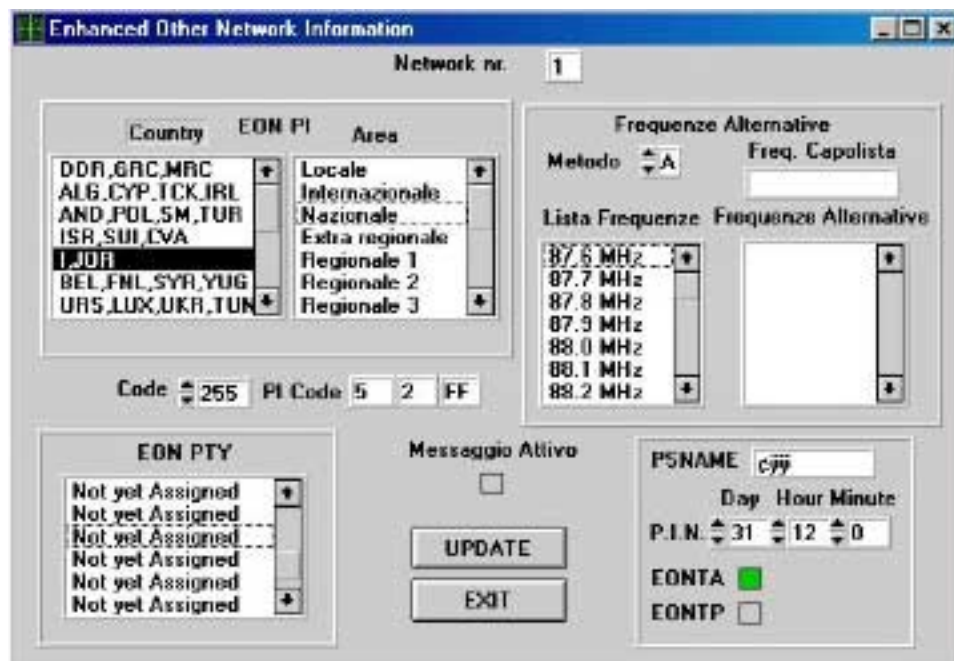 Enhanced Other Network Information
Network nr. 1
EON PI
Country Area
DDR,GRC,MRC
ALG,CYP,TCK,IRL
AND,POL,SM,TUR
ISR,SUI,CVA
I,JOR
BEL,FNL,SYR,YUG
URS,LUX,UKR,TUN
Locale
Internazionale
Nazionale
Extra regionale
Regionale 1
Regionale 2
Regionale 3
Frequenze Alternative
Metodo A
Freq. Capolista
Lista Frequenze
87.6 MHz
87.7 MHz
87.8 MHz
87.9 MHz
88.0 MHz
88.1 MHz
88.2 MHz
Frequenze Alternative
Code 255 PI Code 5 2 FF
EON PTY
Not yet Assigned
Not yet Assigned
Not yet Assigned
Not yet Assigned
Not yet Assigned
Not yet Assigned
Messaggio Attivo
UPDATE
EXIT
PSNAME
Day Hour Minute
P.I.N. 31 12 0
EONTA
EONTP